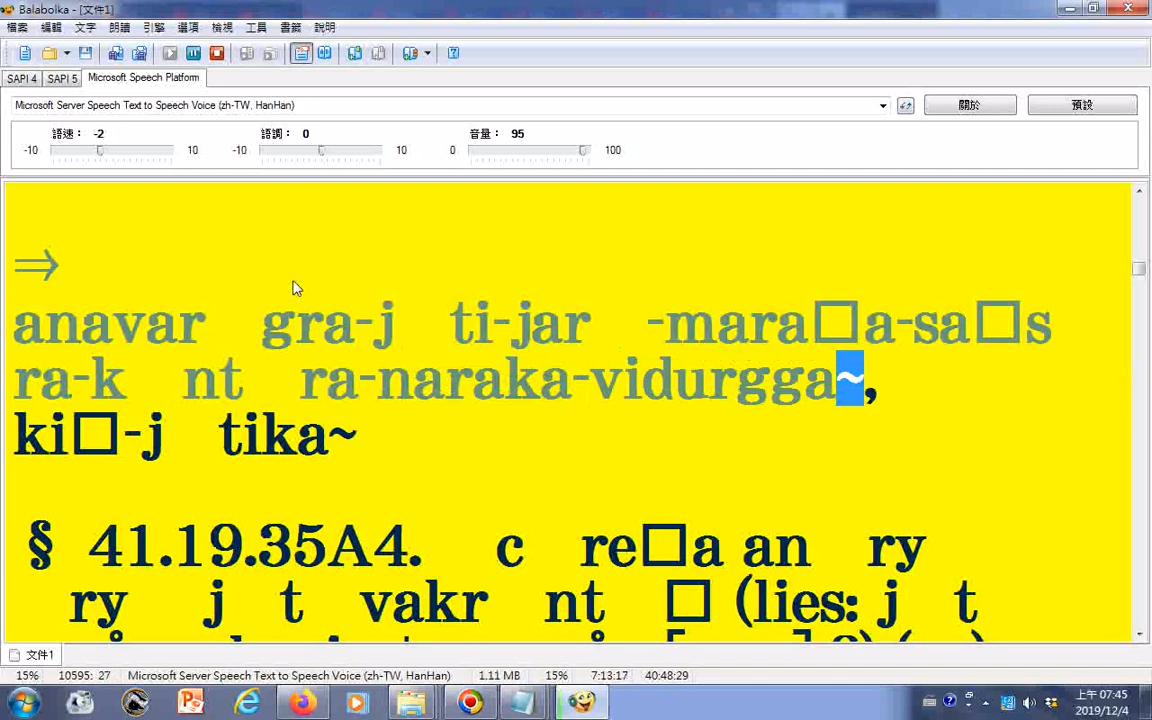 Balabolka - [文件1]
檔案 編輯 文字 朗讀 引擎 選項 檢視 工具 書籤 說明
SAPI 4 SAPI 5 Microsoft Speech Platform
Microsoft Server Speech Text to Speech Voice (zh-TW, HanHan) 關於 預設
語速: -2 語調: 0 音量: 95
-10 10 -10 10 0 100
⇒
anavar gra-j ti-jar -mara□a-sa□s
ra-k nt ra-naraka-vidurgga~,
ki□-j tika~
§ 41.19.35A4. c re□a an ry
ry j t vakr nt □ (lies: j t
文件1
15% 10595: 27 Microsoft Server Speech Text to Speech Voice (zh-TW, HanHan) 1.11 MB 15% 7:13:17 40:48:29
上午 07:45
2019/12/4